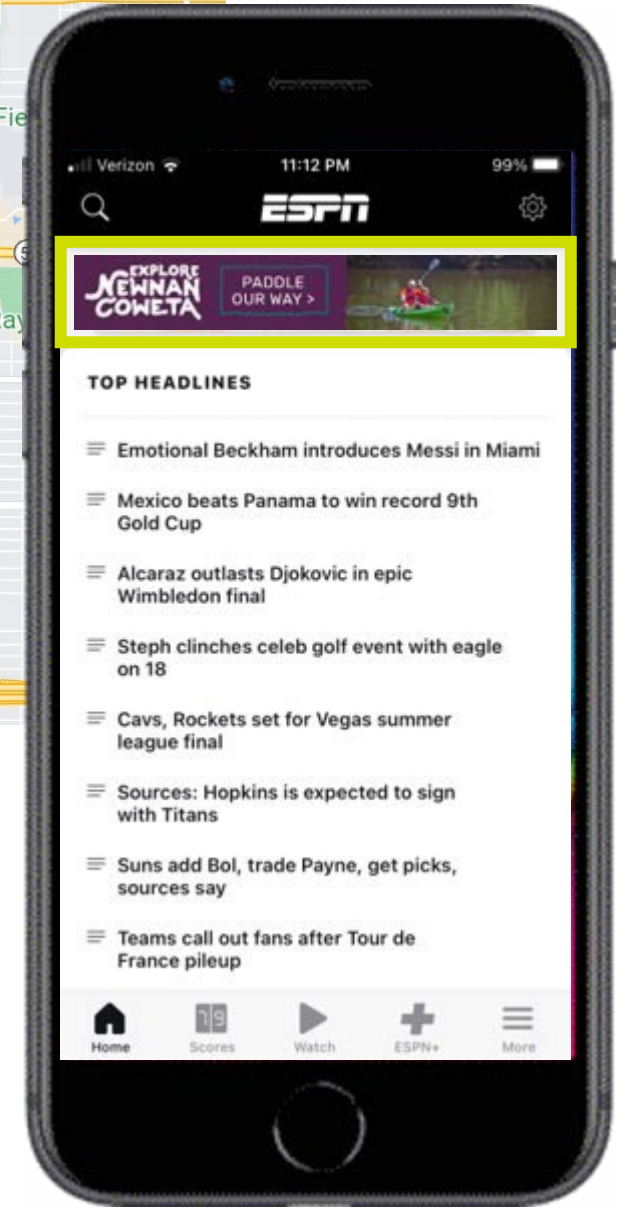 Fie
ay
Verizon
11:12 PM
99%
ESPN
EXPLORE
NEWNAN
COWETA
PADDLE
OUR WAY >
TOP HEADLINES
Emotional Beckham introduces Messi in Miami
Mexico beats Panama to win record 9th
Gold Cup
Alcaraz outlasts Djokovic in epic
Wimbledon final
Steph clinches celeb golf event with eagle
on 18
Cavs, Rockets set for Vegas summer
league final
Sources: Hopkins is expected to sign
with Titans
Suns add Bol, trade Payne, get picks,
sources say
Teams call out fans after Tour de
France pileup
Home
Scores
Watch
ESPN+
More